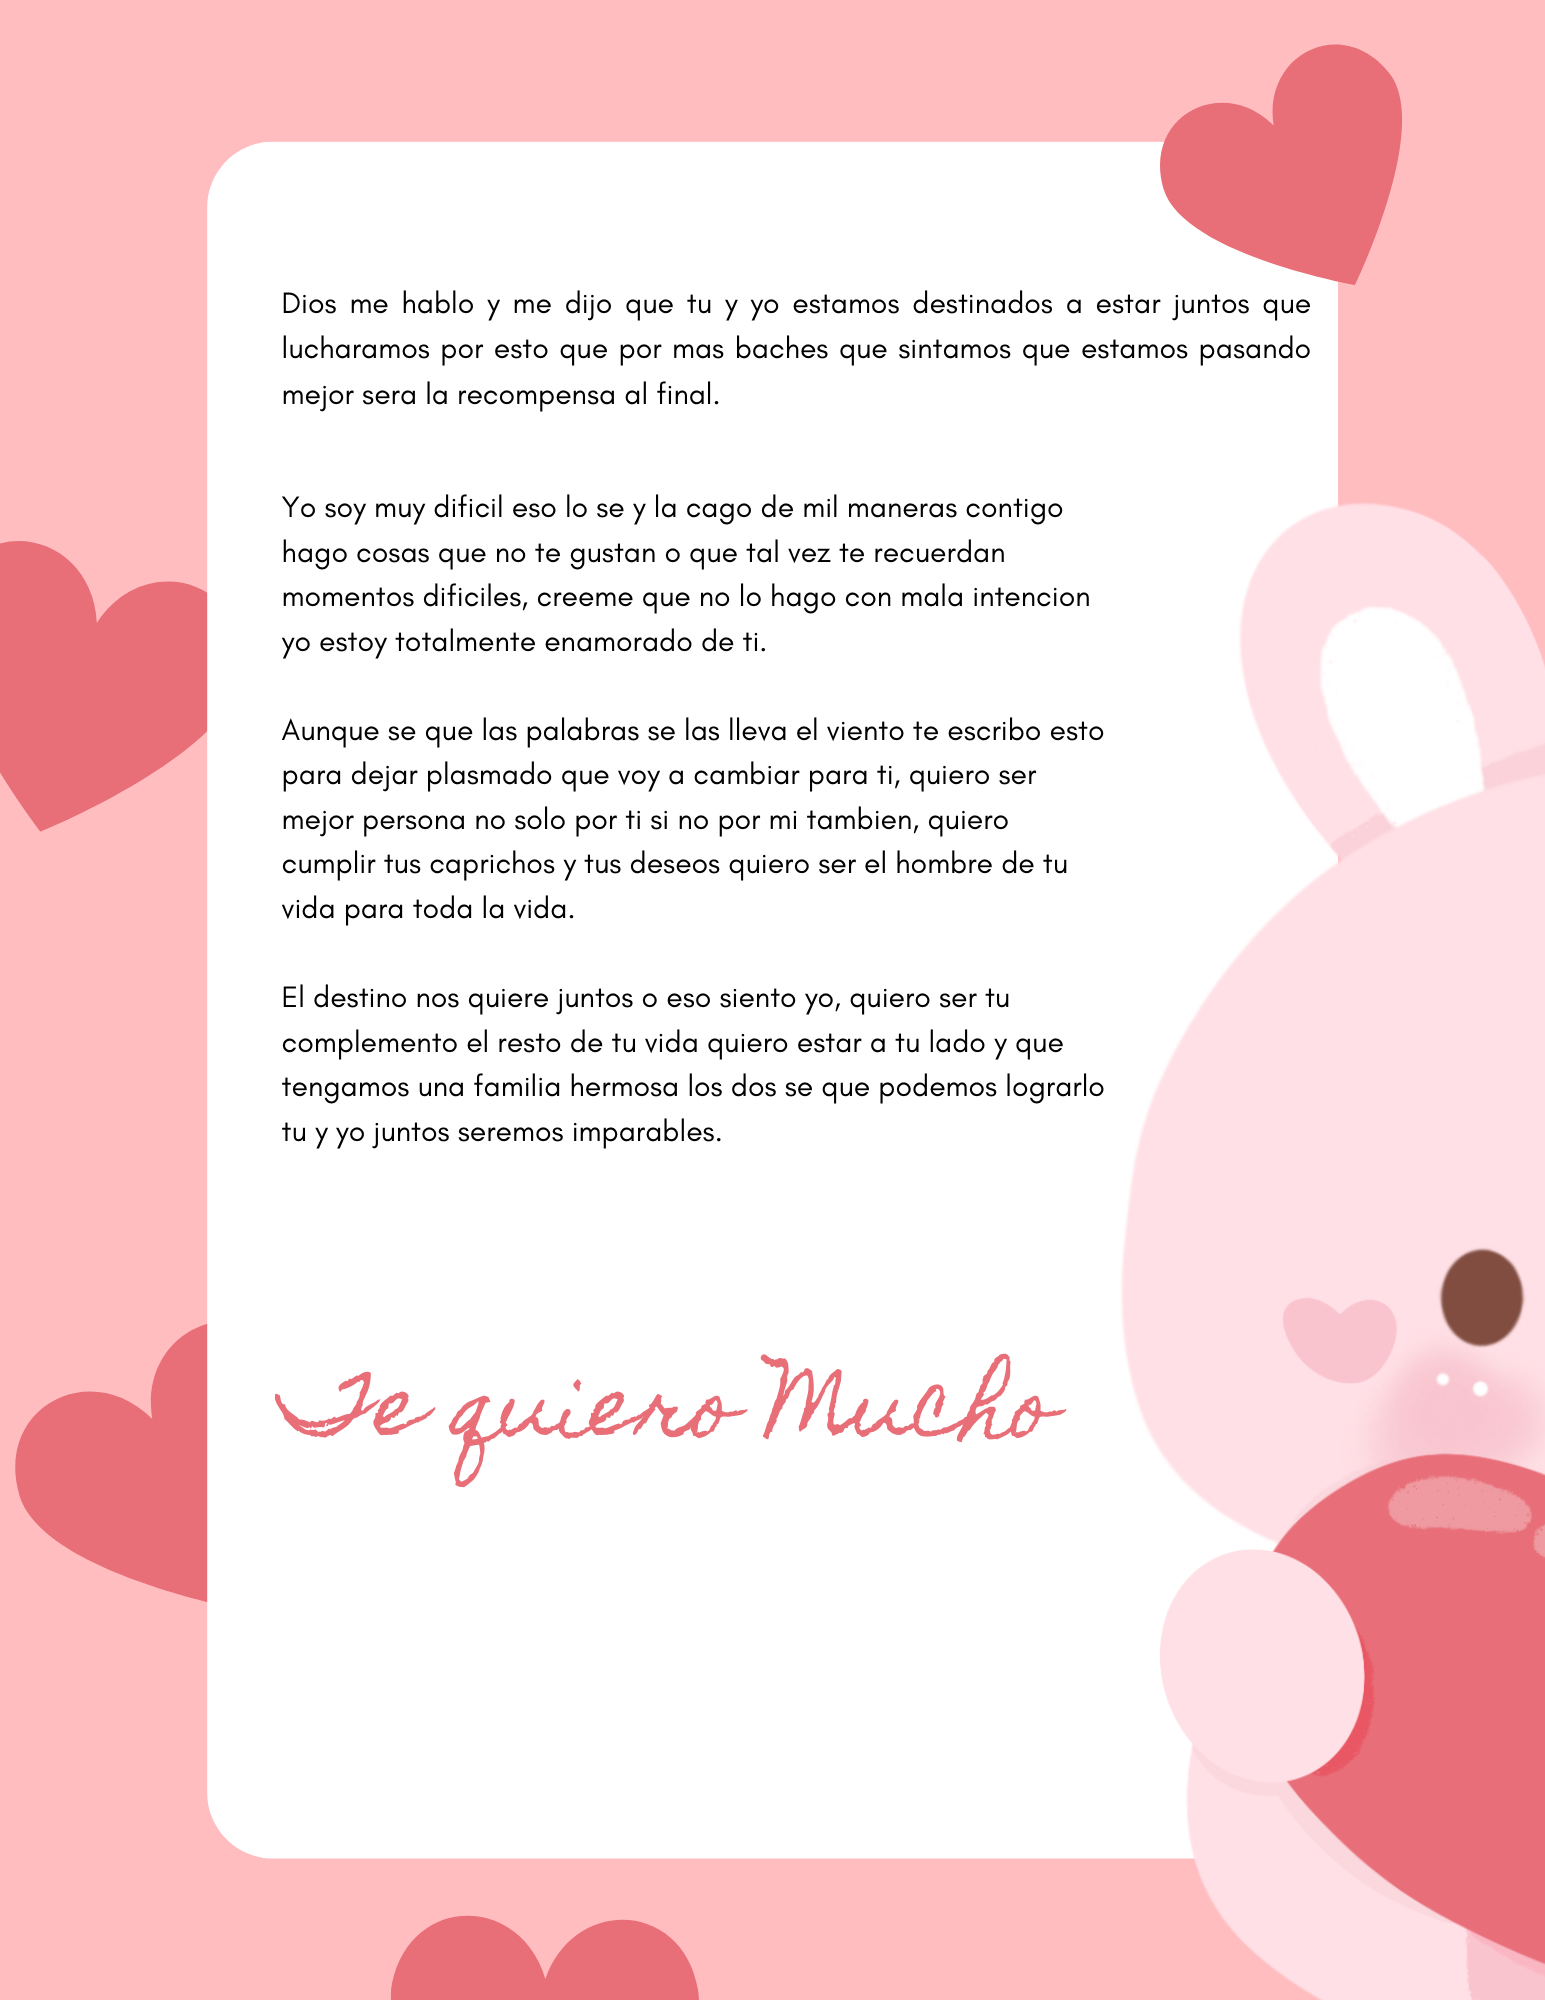 Dios me hablo y me dijo que tu y yo estamos destinados a estar juntos que
lucharamos por esto que por mas baches que sintamos que estamos pasando
mejor sera la recompensa al final.
Yo soy muy dificil eso lo se y la cago de mil maneras contigo
hago cosas que no te gustan o que tal vez te recuerdan
momentos dificiles, creeme que no lo hago con mala intencion
yo estoy totalmente enamorado de ti.
Aunque se que las palabras se las lleva el viento te escribo esto
para dejar plasmado que voy a cambiar para ti, quiero ser
mejor persona no solo por ti si no por mi tambien, quiero
cumplir tus caprichos y tus deseos quiero ser el hombre de tu
vida para toda la vida.
El destino nos quiere juntos o eso siento yo, quiero ser tu
complemento el resto de tu vida quiero estar a tu lado y que
tengamos una familia hermosa los dos se que podemos lograrlo
tu y yo juntos seremos imparables.
Te quiero Mucho